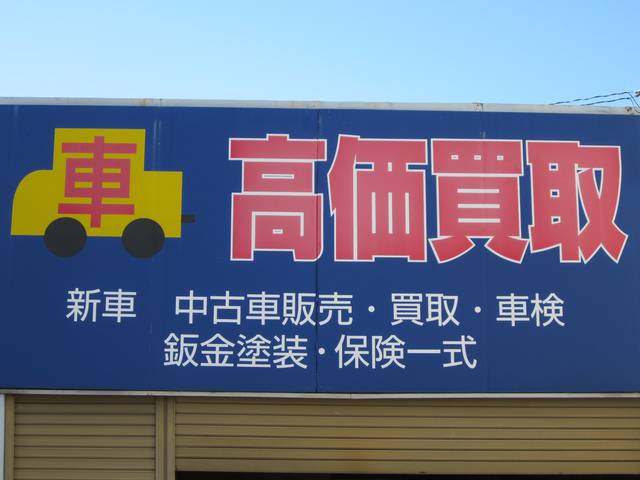 車 高価買取
新車 中古車販売・買取・車検
鈑金塗装・保険一式